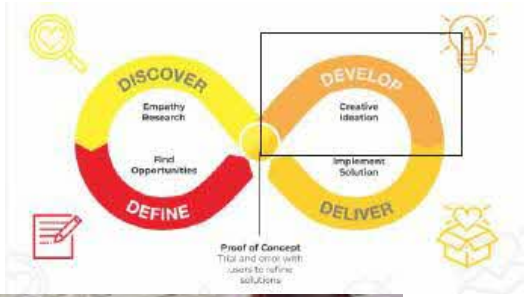 DISCOVER
Empathy
Research
Find
Opportunities
DEFINE
DEVELOP
Creative
Ideation
Implement
Solution
DELIVER
Proof of Concept
Trial and error with
users to refine
solutions